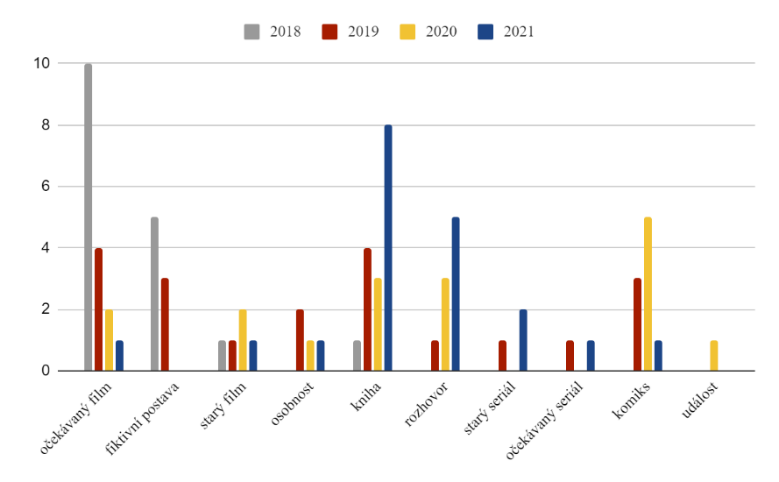 2018 2019 2020 2021
10
8
6
4
2
0
očekávaný film
fiktivní postava
starý film
osobnost
kniha
rozhovor
starý seriál
očekávaný seriál
komiks
událost